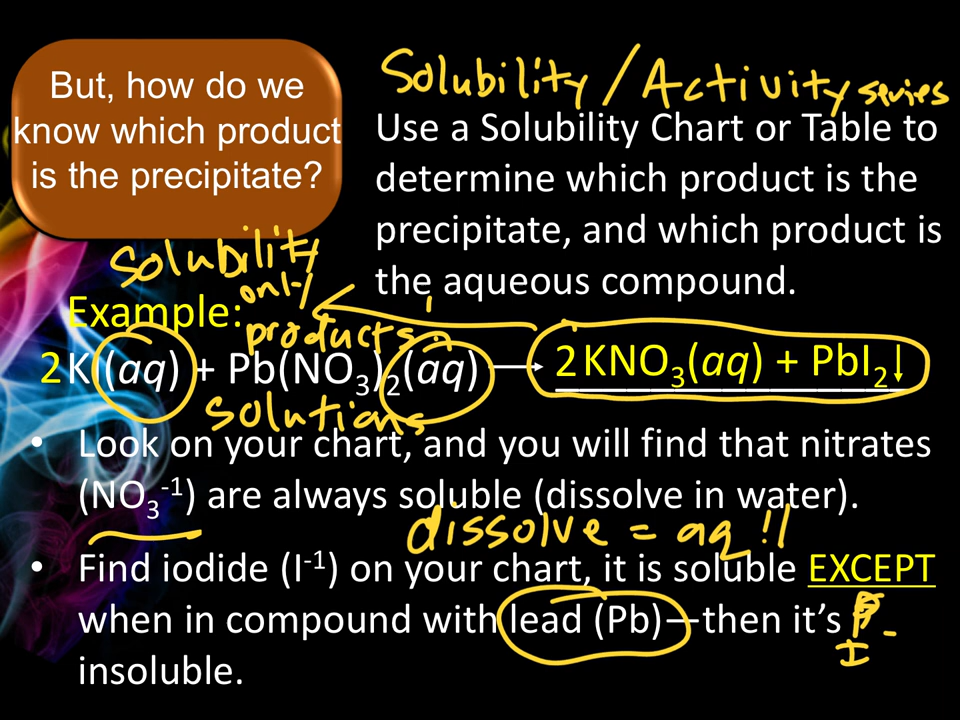 But, how do we
know which product
is the precipitate?
Solubility / Activity series
Use a Solubility Chart or Table to
determine which product is the
precipitate, and which product is
the aqueous compound.
solubility
only
products
Example:
2K (aq) + Pb(NO₃)₂(aq) → 2KNO₃(aq) + PbI₂↓
solutions
• Look on your chart, and you will find that nitrates
(NO₃⁻¹) are always soluble (dissolve in water).
dissolve = aq !!
• Find iodide (I⁻¹) on your chart, it is soluble EXCEPT
when in compound with lead (Pb)—then it's
I
insoluble.